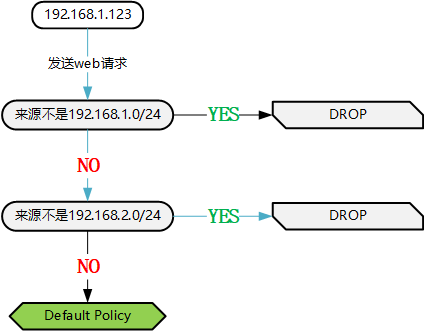 192.168.1.123
发送web请求
来源不是192.168.1.0/24
YES
DROP
NO
来源不是192.168.2.0/24
YES
DROP
NO
Default Policy